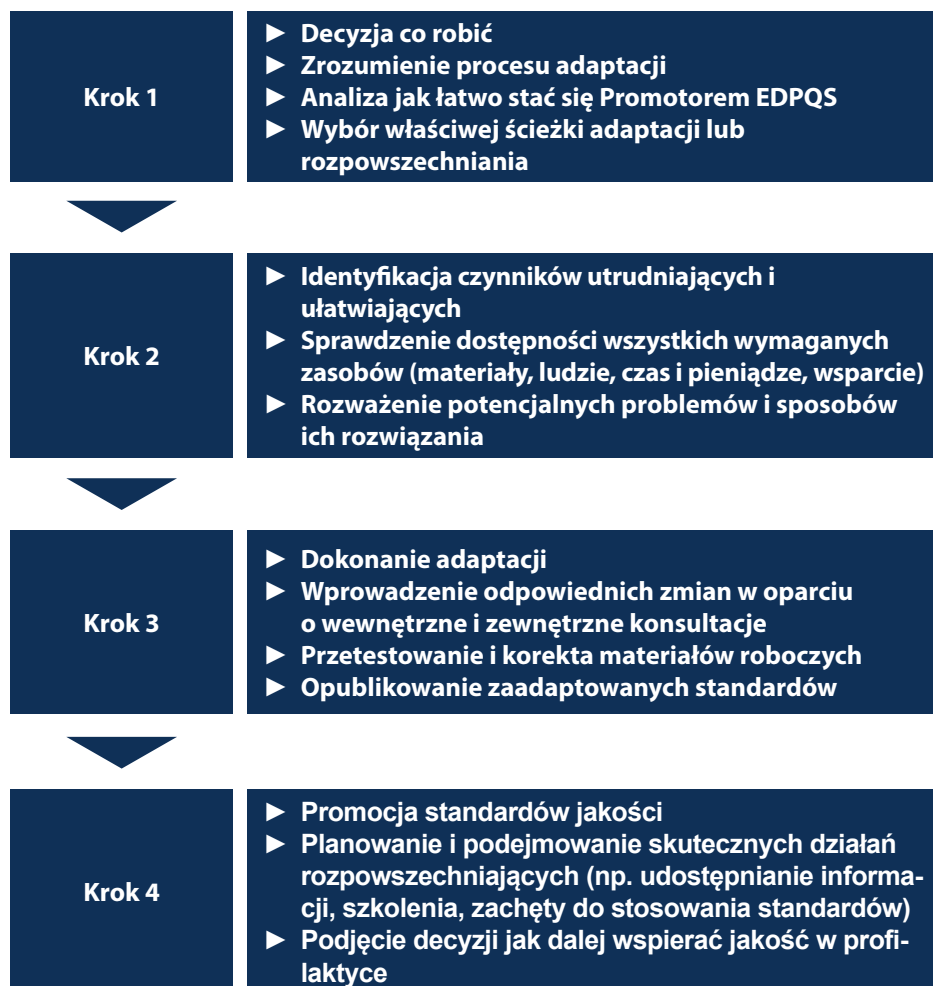 Krok 1
► Decyzja co robić
► Zrozumienie procesu adaptacji
► Analiza jak łatwo stać się Promotorem EDPQS
► Wybór właściwej ścieżki adaptacji lub
rozpowszechniania
Krok 2
► Identyfikacja czynników utrudniających i
ułatwiających
► Sprawdzenie dostępności wszystkich wymaganych
zasobów (materiały, ludzie, czas i pieniądze, wsparcie)
► Rozważenie potencjalnych problemów i sposobów
ich rozwiązania
Krok 3
► Dokonanie adaptacji
► Wprowadzenie odpowiednich zmian w oparciu
o wewnętrzne i zewnętrzne konsultacje
► Przetestowanie i korekta materiałów roboczych
► Opublikowanie zaadaptowanych standardów
Krok 4
► Promocja standardów jakości
► Planowanie i podejmowanie skutecznych działań
rozpowszechniających (np. udostępnianie informa-
cji, szkolenia, zachęty do stosowania standardów)
► Podjęcie decyzji jak dalej wspierać jakość w profi-
laktyce